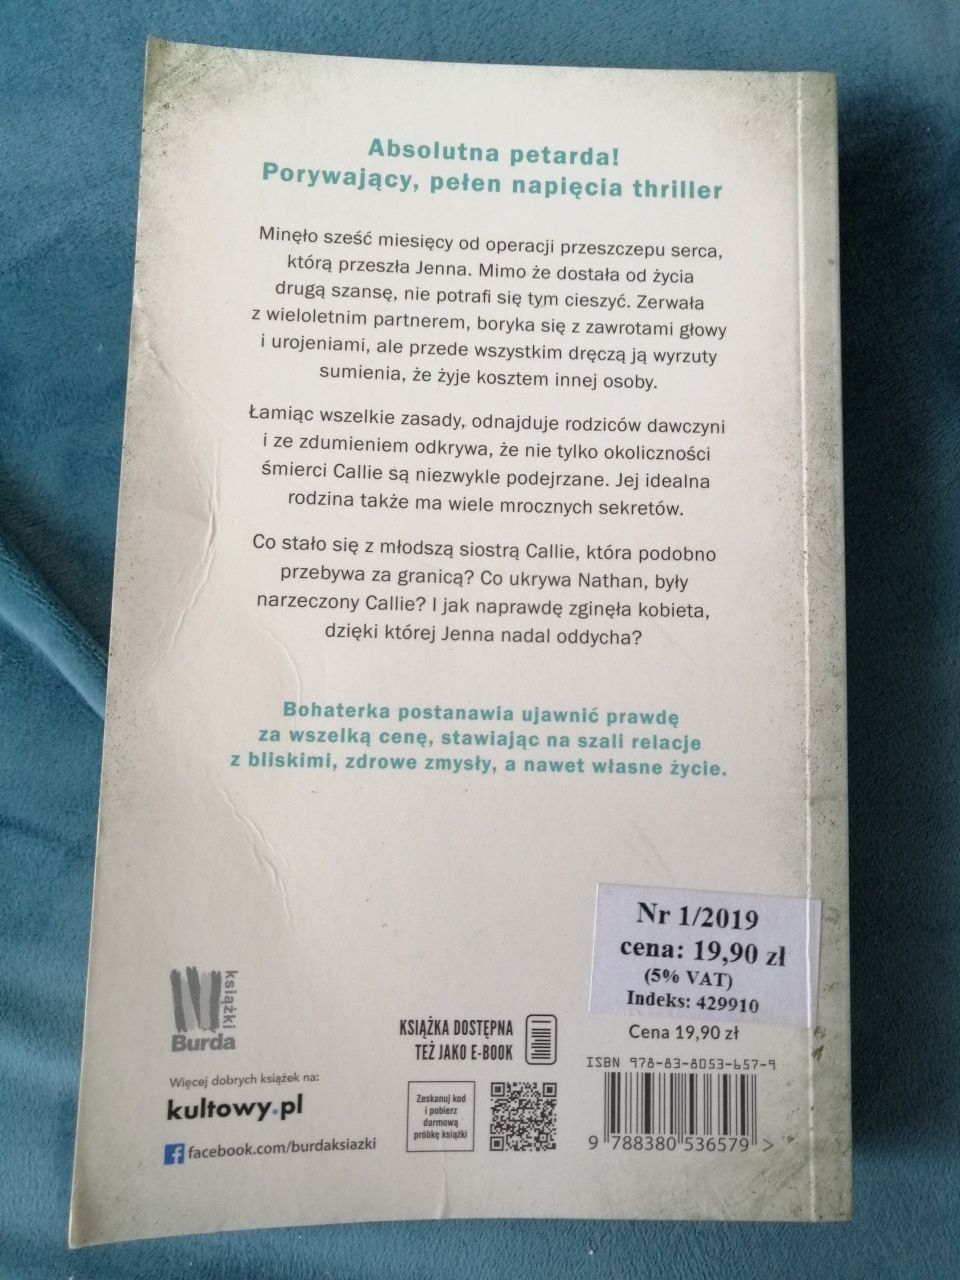 Absolutna petarda!
Porywający, pełen napięcia thriller
Minęło sześć miesięcy od operacji przeszczepu serca,
którą przeszła Jenna. Mimo że dostała od życia
drugą szansę, nie potrafi się tym cieszyć. Zerwała
z wieloletnim partnerem, boryka się z zawrotami głowy
i urojeniami, ale przede wszystkim dręczą ją wyrzuty
sumienia, że żyje kosztem innej osoby.
Łamiąc wszelkie zasady, odnajduje rodziców dawczyni
i ze zdumieniem odkrywa, że nie tylko okoliczności
śmierci Callie są niezwykle podejrzane. Jej idealna
rodzina także ma wiele mrocznych sekretów.
Co stało się z młodszą siostrą Callie, która podobno
przebywa za granicą? Co ukrywa Nathan, były
narzeczony Callie? I jak naprawdę zginęła kobieta,
dzięki której Jenna nadal oddycha?
Bohaterka postanawia ujawnić prawdę
za wszelką cenę, stawiając na szali relacje
z bliskimi, zdrowe zmysły, a nawet własne życie.
Nr 1/2019
cena: 19,90 zł
(5% VAT)
Indeks: 429910
Cena 19,90 zł
książki
Burda
Więcej dobrych książek na:
kultowy.pl
facebook.com/burdaksiazki
KSIĄŻKA DOSTĘPNA
TEŻ JAKO E-BOOK
Zeskanuj kod
i pobierz
darmową
próbkę książki
ISBN 978-83-8053-657-9
9 788380 536579 >